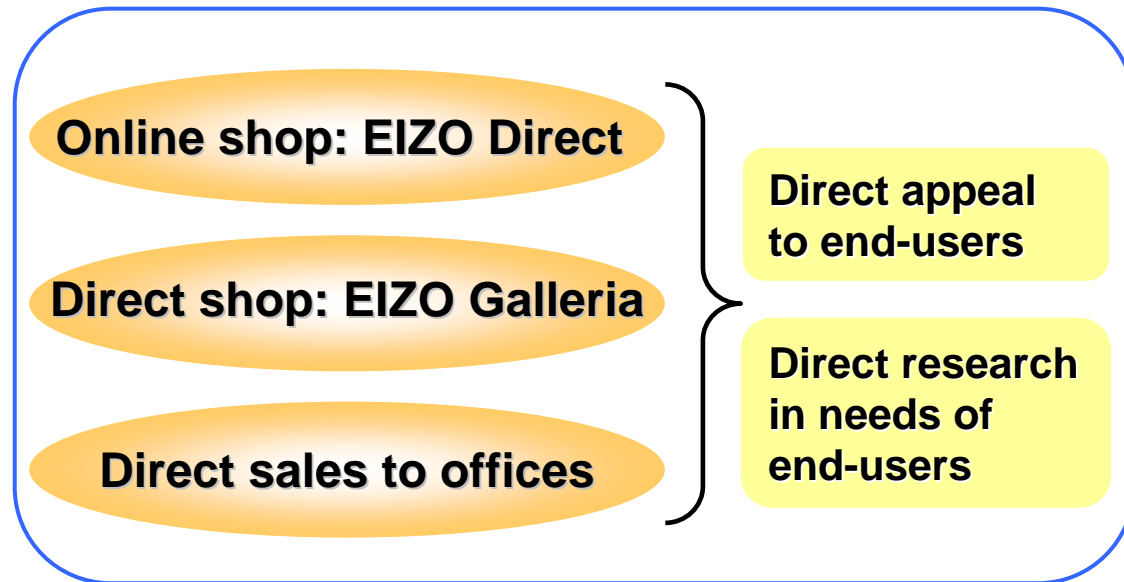 Online shop: EIZO Direct
Direct shop: EIZO Galleria
Direct sales to offices
Direct appeal
to end-users
Direct research
in needs of
end-users